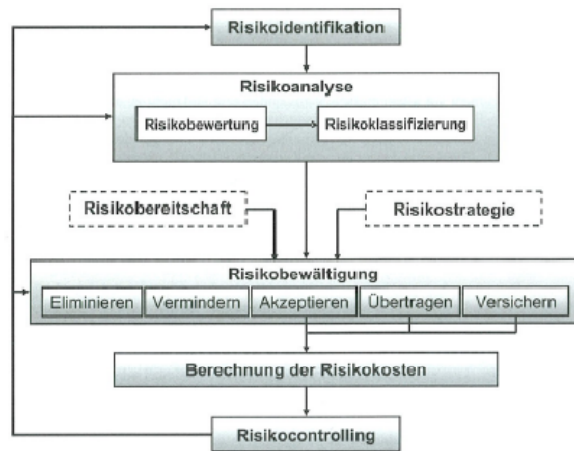 Risikoidentifikation
Risikoanalyse
Risikobewertung
Risikoklassifizierung
Risikobereitschaft
Risikostrategie
Risikobewältigung
Eliminieren
Vermindern
Akzeptieren
Übertragen
Versichern
Berechnung der Risikokosten
Risikocontrolling